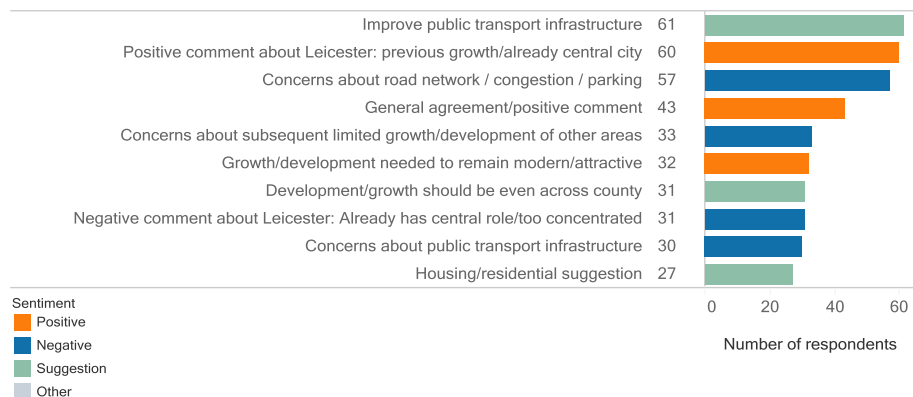 Improve public transport infrastructure 61
Positive comment about Leicester: previous growth/already central city 60
Concerns about road network / congestion / parking 57
General agreement/positive comment 43
Concerns about subsequent limited growth/development of other areas 33
Growth/development needed to remain modern/attractive 32
Development/growth should be even across county 31
Negative comment about Leicester: Already has central role/too concentrated 31
Concerns about public transport infrastructure 30
Housing/residential suggestion 27
0 20 40 60
Number of respondents
Sentiment
Positive
Negative
Suggestion
Other